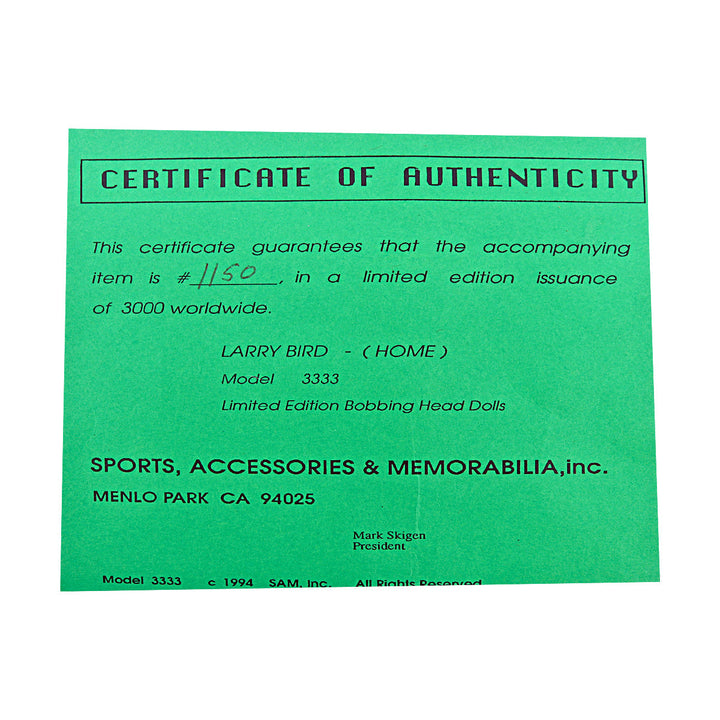 CERTIFICATE OF AUTHENTICITY
This certificate guarantees that the accompanying
item is #1150, in a limited edition issuance
of 3000 worldwide.
LARRY BIRD - (HOME)
Model 3333
Limited Edition Bobbing Head Dolls
SPORTS, ACCESSORIES & MEMORABILIA,inc.
MENLO PARK CA 94025
Mark Skigen
President
Model 3333 c 1994 SAM, Inc. All Rights Reserved